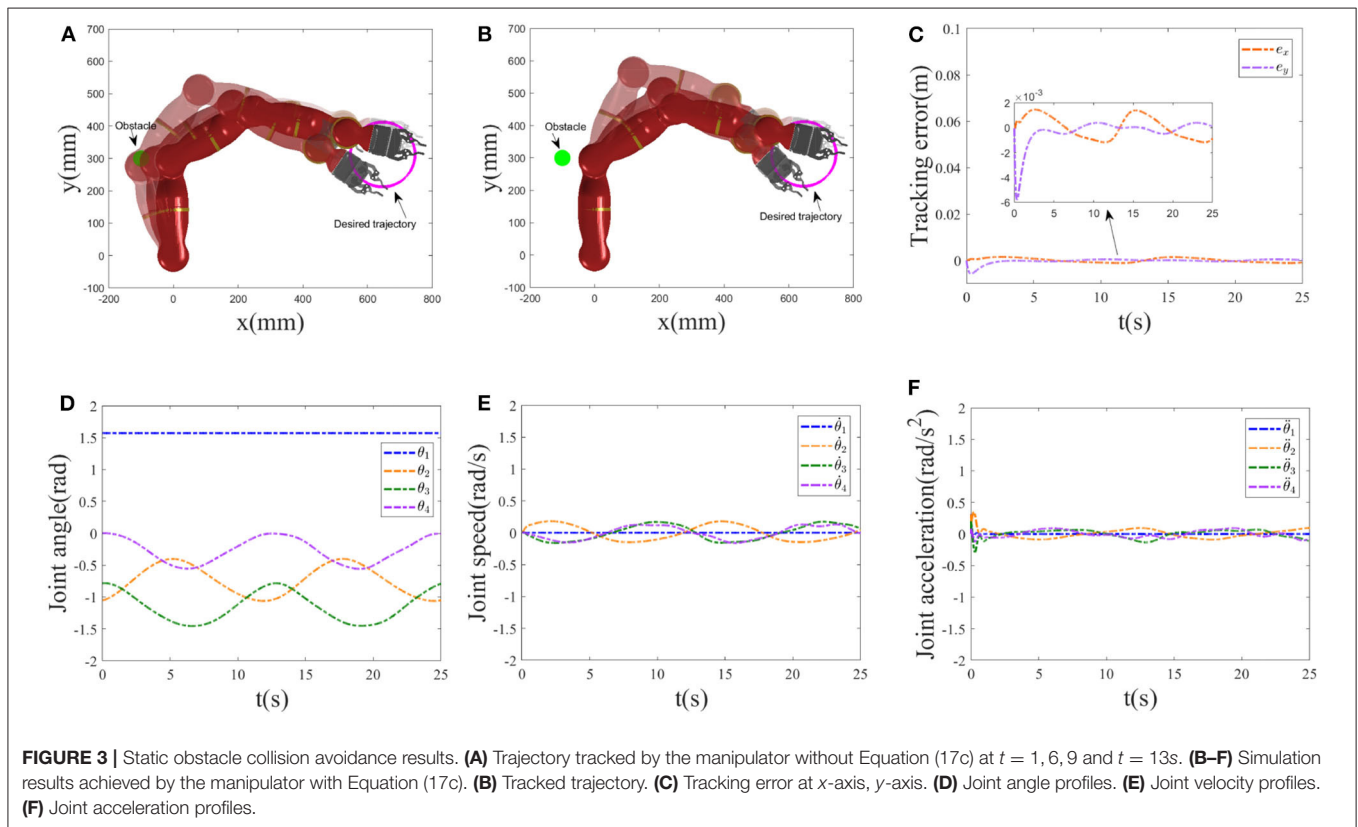 A
700
600
500
400
300
200
100
0
-100
-200
0
200
400
600
800
y(mm)
x(mm)
Obstacle
Desired trajectory
B
700
600
500
400
300
200
100
0
-100
-200
0
200
400
600
800
y(mm)
x(mm)
Obstacle
Desired trajectory
C
0.1
0.08
0.06
0.04
0.02
0
0
5
10
15
20
25
Tracking error(m)
t(s)
e_x
e_y
×10⁻³
2
0
-2
-4
-6
0
5
10
15
20
25
D
2
1.5
1
0.5
0
-0.5
-1
-1.5
-2
0
5
10
15
20
25
Joint angle(rad)
t(s)
θ₁
θ₂
θ₃
θ₄
E
2
1.5
1
0.5
0
-0.5
-1
-1.5
-2
0
5
10
15
20
25
Joint speed(rad/s)
t(s)
θ̇₁
θ̇₂
θ̇₃
θ̇₄
F
2
1.5
1
0.5
0
-0.5
-1
-1.5
-2
0
5
10
15
20
25
Joint acceleration(rad/s²)
t(s)
θ̈₁
θ̈₂
θ̈₃
θ̈₄
FIGURE 3 | Static obstacle collision avoidance results. (A) Trajectory tracked by the manipulator without Equation (17c) at t = 1, 6, 9 and t = 13s. (B–F) Simulation
results achieved by the manipulator with Equation (17c). (B) Tracked trajectory. (C) Tracking error at x-axis, y-axis. (D) Joint angle profiles. (E) Joint velocity profiles.
(F) Joint acceleration profiles.